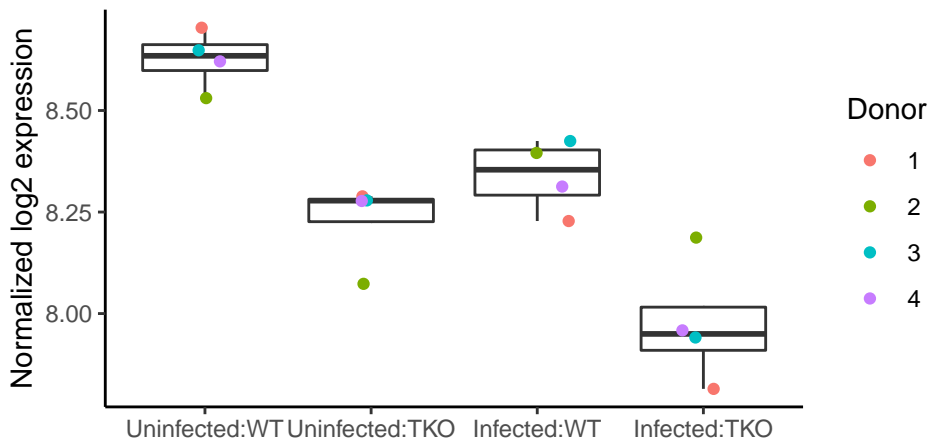 Normalized log2 expression
8.50
8.25
8.00
Uninfected:WT
Uninfected:TKO
Infected:WT
Infected:TKO
Donor
1
2
3
4